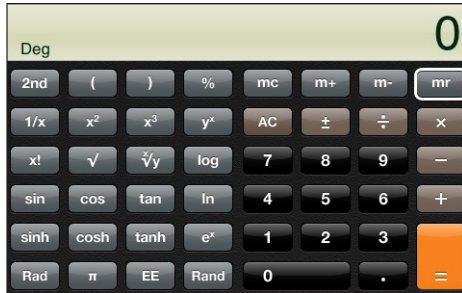 0
Deg
2nd ( ) % mc m+ m- mr
1/x x² x³ yˣ AC ± ÷ ×
x! √ ˣ√y log 7 8 9 −
sin cos tan ln 4 5 6 +
sinh cosh tanh eˣ 1 2 3
Rad π EE Rand 0 . =